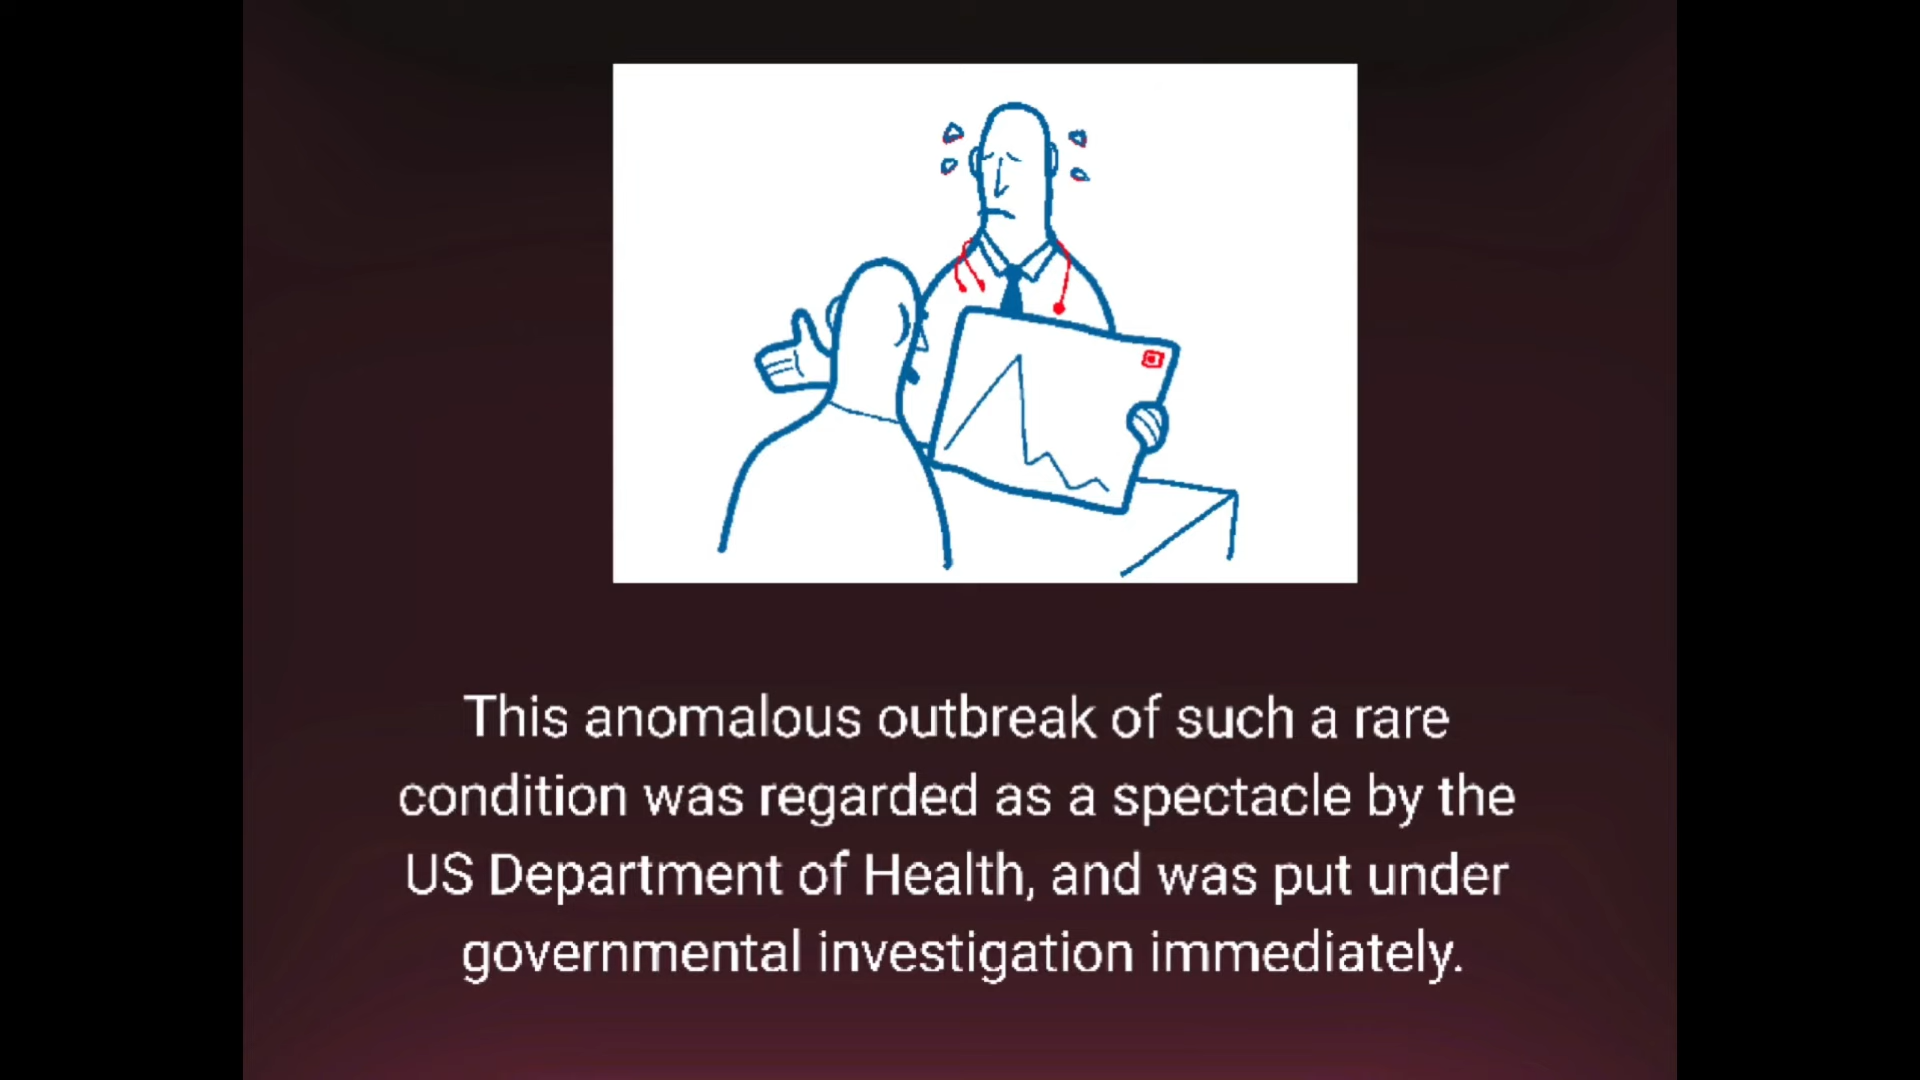 This anomalous outbreak of such a rare
condition was regarded as a spectacle by the
US Department of Health, and was put under
governmental investigation immediately.